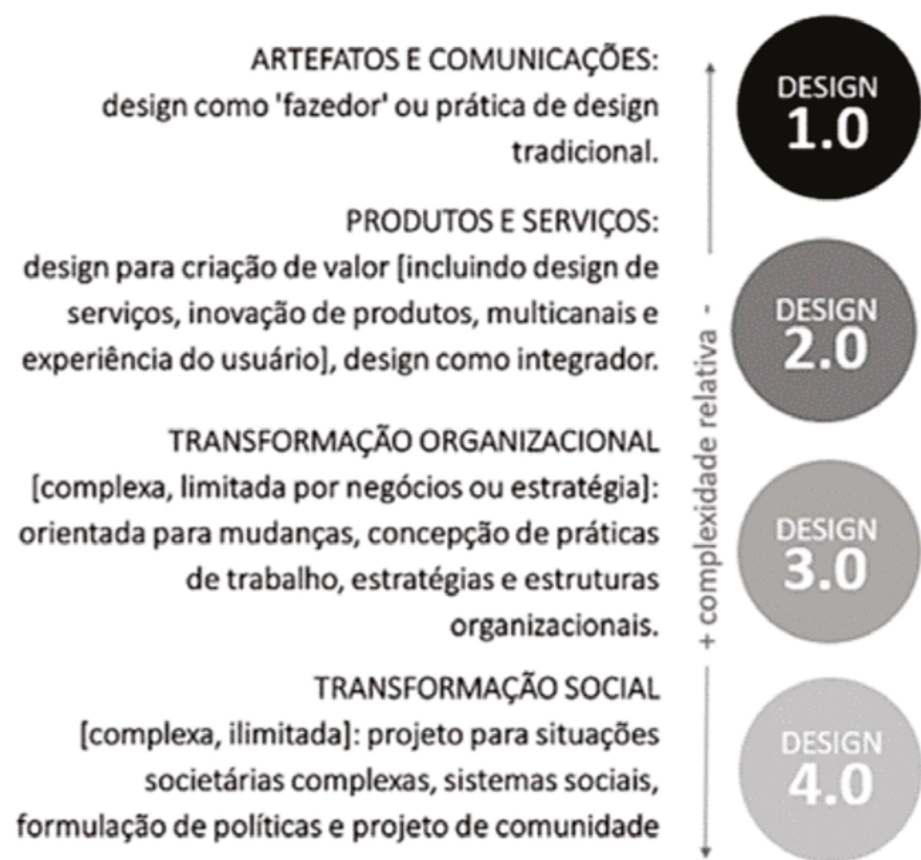 ARTEFATOS E COMUNICAÇÕES:
design como 'fazedor' ou prática de design
tradicional.
DESIGN
1.0
PRODUTOS E SERVIÇOS:
design para criação de valor [incluindo design de
serviços, inovação de produtos, multicanais e
experiência do usuário], design como integrador.
DESIGN
2.0
TRANSFORMAÇÃO ORGANIZACIONAL
[complexa, limitada por negócios ou estratégia]:
orientada para mudanças, concepção de práticas
de trabalho, estratégias e estruturas
organizacionais.
DESIGN
3.0
TRANSFORMAÇÃO SOCIAL
[complexa, ilimitada]: projeto para situações
societárias complexas, sistemas sociais,
formulação de políticas e projeto de comunidade
DESIGN
4.0
+ complexidade relativa -